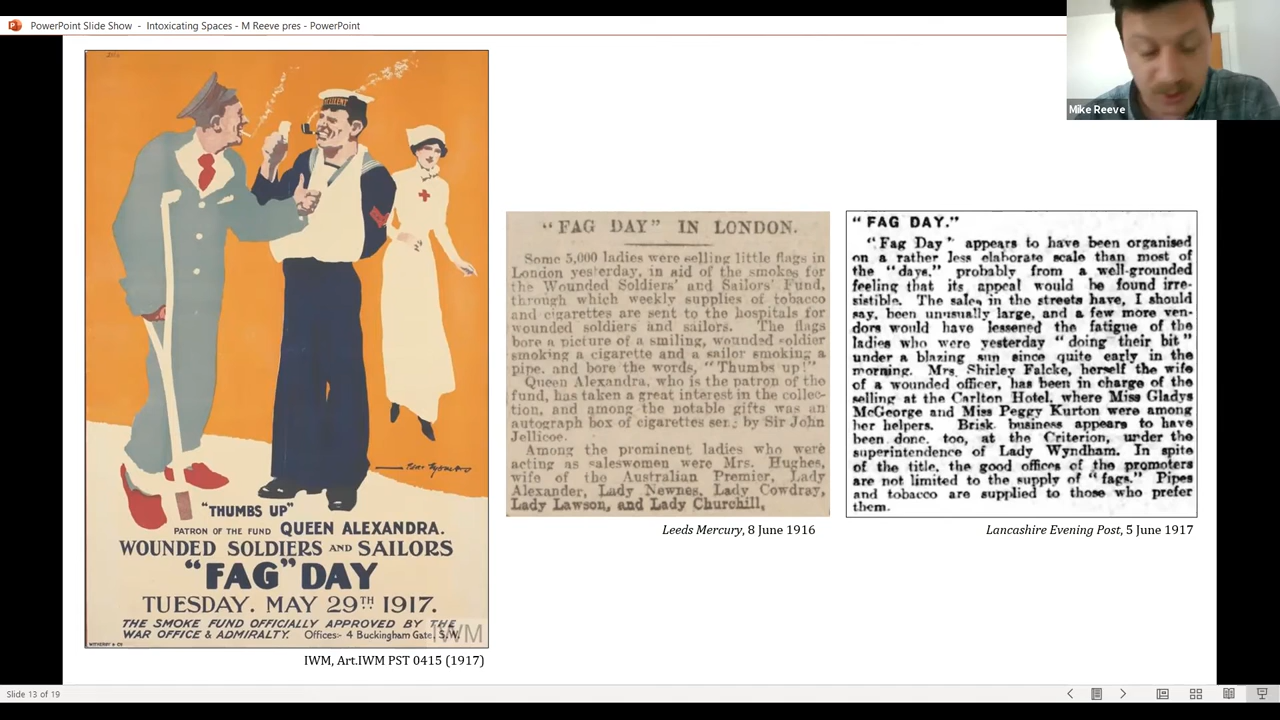 PowerPoint Slide Show - Intoxicating Spaces - M Reeve pres - PowerPoint
Mike Reeve
"THUMBS UP"
PATRON OF THE FUND QUEEN ALEXANDRA.
WOUNDED SOLDIERS AND SAILORS
"FAG" DAY
TUESDAY. MAY 29TH 1917.
THE SMOKE FUND OFFICIALLY APPROVED BY THE
WAR OFFICE & ADMIRALTY. Offices:- 4 Buckingham Gate, S.W.
IWM
WITHERBY & CO
IWM, Art.IWM PST 0415 (1917)
"FAG DAY" IN LONDON.
Some 5,000 ladies were selling little flags in
London yesterday, in aid of the smokes for
the Wounded Soldiers' and Sailors' Fund,
through which weekly supplies of tobacco
and cigarettes are sent to the hospitals for
wounded soldiers and sailors. The flags
bore a picture of a smiling, wounded soldier
smoking a cigarette and a sailor smoking a
pipe, and bore the words, "Thumbs up!"
Queen Alexandra, who is the patron of the
fund, has taken a great interest in the collec-
tion, and among the notable gifts was an
autograph box of cigarettes sent by Sir John
Jellicoe.
Among the prominent ladies who were
acting as saleswomen were Mrs. Hughes,
wife of the Australian Premier, Lady
Alexander, Lady Newnes, Lady Cowdray,
Lady Lawson, and Lady Churchill,
Leeds Mercury, 8 June 1916
"FAG DAY."
"Fag Day" appears to have been organised
on a rather less elaborate scale than most of
the "days," probably from a well-grounded
feeling that its appeal would be found irre-
sistible. The sales in the streets have, I should
say, been unusually large, and a few more ven-
dors would have lessened the fatigue of the
ladies who were yesterday "doing their bit"
under a blazing sun since quite early in the
morning. Mrs. Shirley Falcke, herself the wife
of a wounded officer, has been in charge of the
selling at the Carlton Hotel, where Miss Gladys
McGeorge and Miss Peggy Kurton were among
her helpers. Brisk business appears to have
been done, too, at the Criterion, under the
superintendence of Lady Wyndham. In spite
of the title, the good offices of the promoters
are not limited to the supply of "fags." Pipes
and tobacco are supplied to those who prefer
them.
Lancashire Evening Post, 5 June 1917
Slide 13 of 19